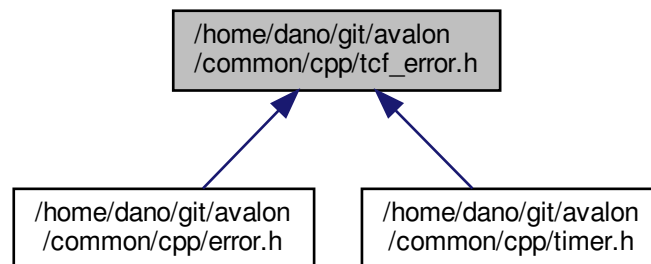 /home/dano/git/avalon
/common/cpp/tcf_error.h
/home/dano/git/avalon
/common/cpp/error.h
/home/dano/git/avalon
/common/cpp/timer.h